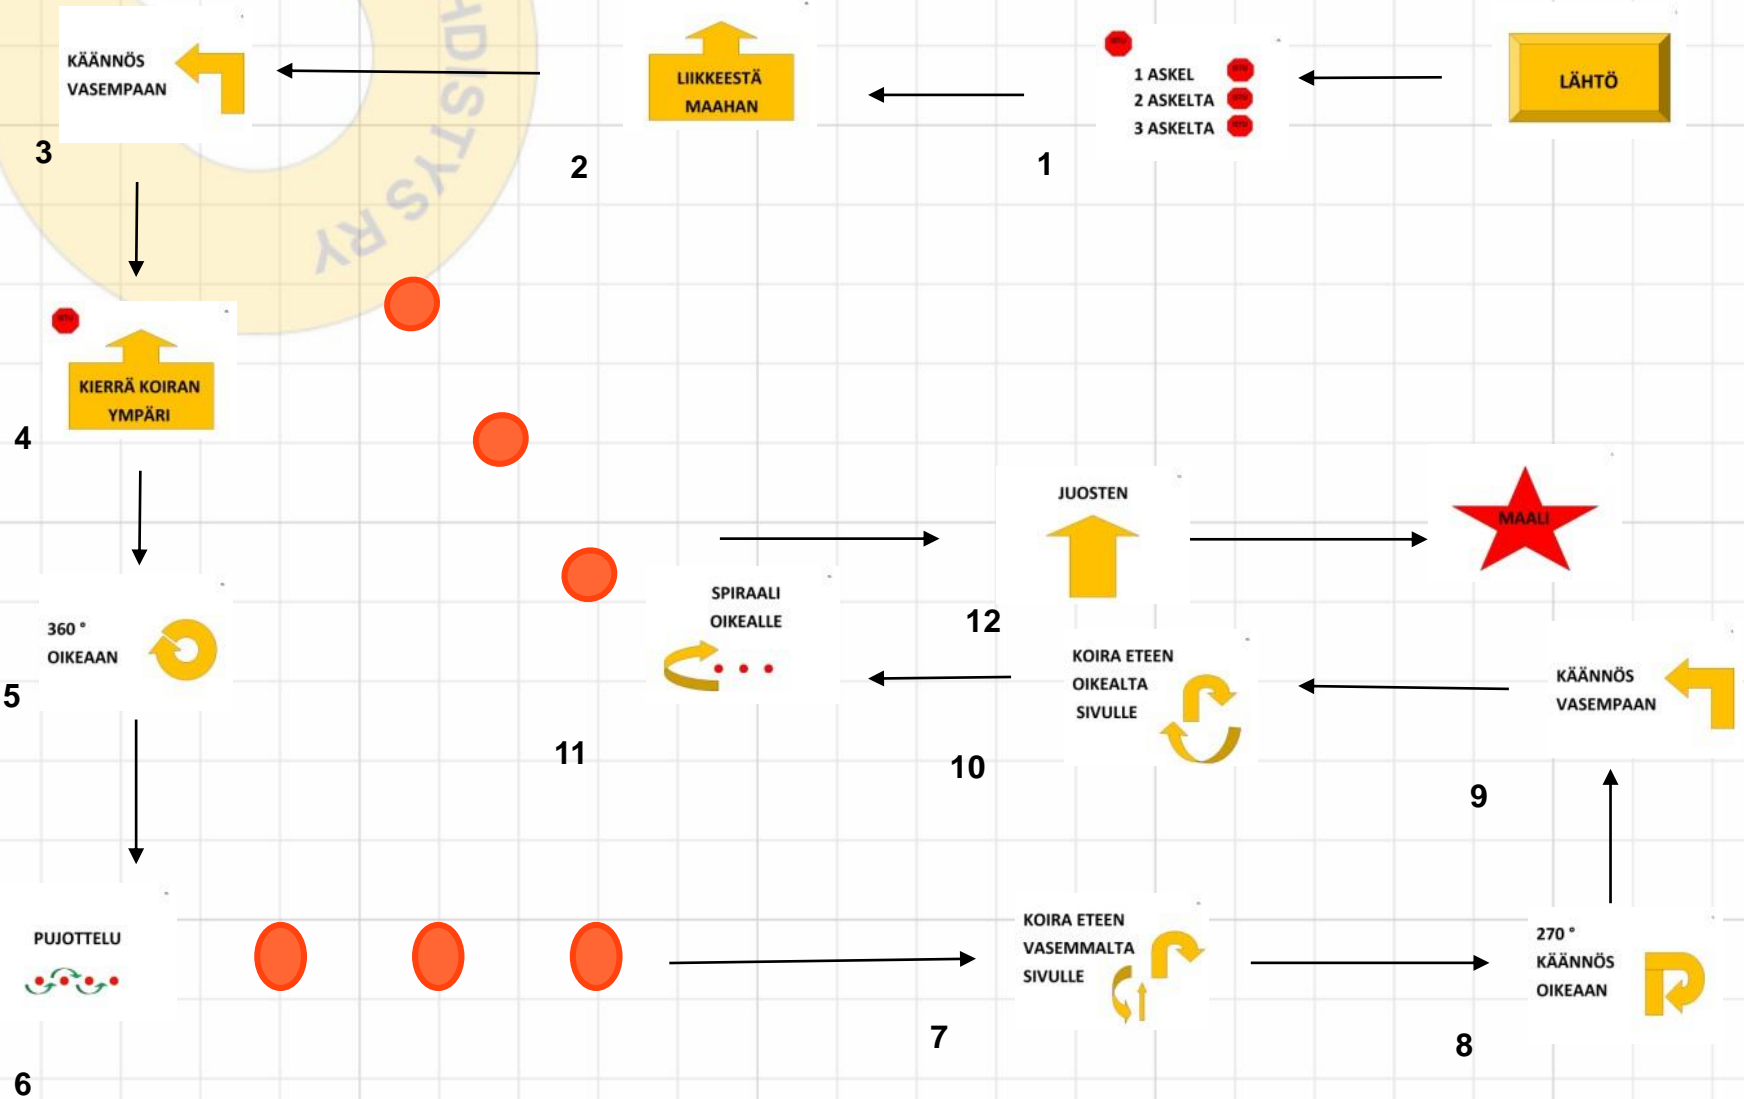 LÄHTÖ
1 ASKEL
2 ASKELTA
3 ASKELTA
1
LIIKKEESTÄ
MAAHAN
2
KÄÄNNÖS
VASEMPAAN
3
HDISTYS RY
KIERRÄ KOIRAN
YMPÄRI
4
360 °
OIKEAAN
5
PUJOTTELU
6
KOIRA ETEEN
VASEMMALTA
SIVULLE
7
270 °
KÄÄNNÖS
OIKEAAN
8
KÄÄNNÖS
VASEMPAAN
9
KOIRA ETEEN
OIKEALTA
SIVULLE
10
SPIRAALI
OIKEALLE
11
JUOSTEN
12
MAALI